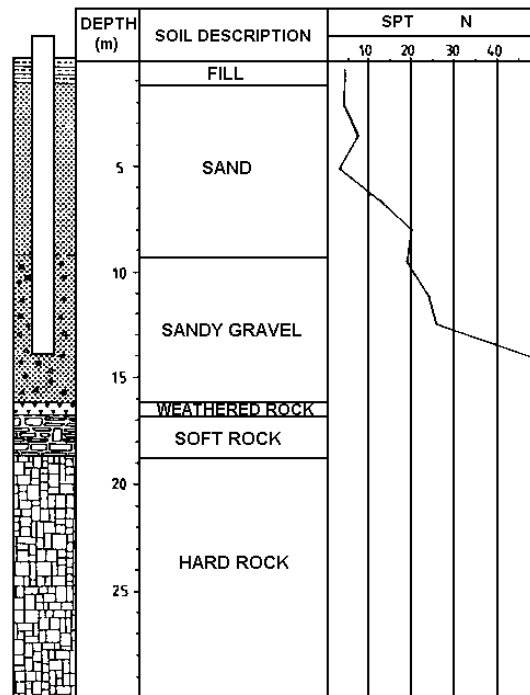 DEPTH
(m)
SOIL DESCRIPTION
SPT N
10 20 30 40
FILL
5
SAND
10
SANDY GRAVEL
15
WEATHERED ROCK
SOFT ROCK
20
HARD ROCK
25